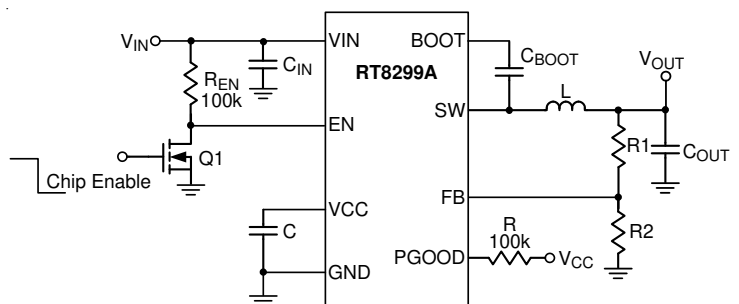 VIN
VIN
BOOT
CIN
CBOOT
VOUT
RT8299A
REN
100k
SW
L
EN
R1
COUT
Q1
Chip Enable
FB
VCC
C
R2
R
100k
PGOOD
VCC
GND